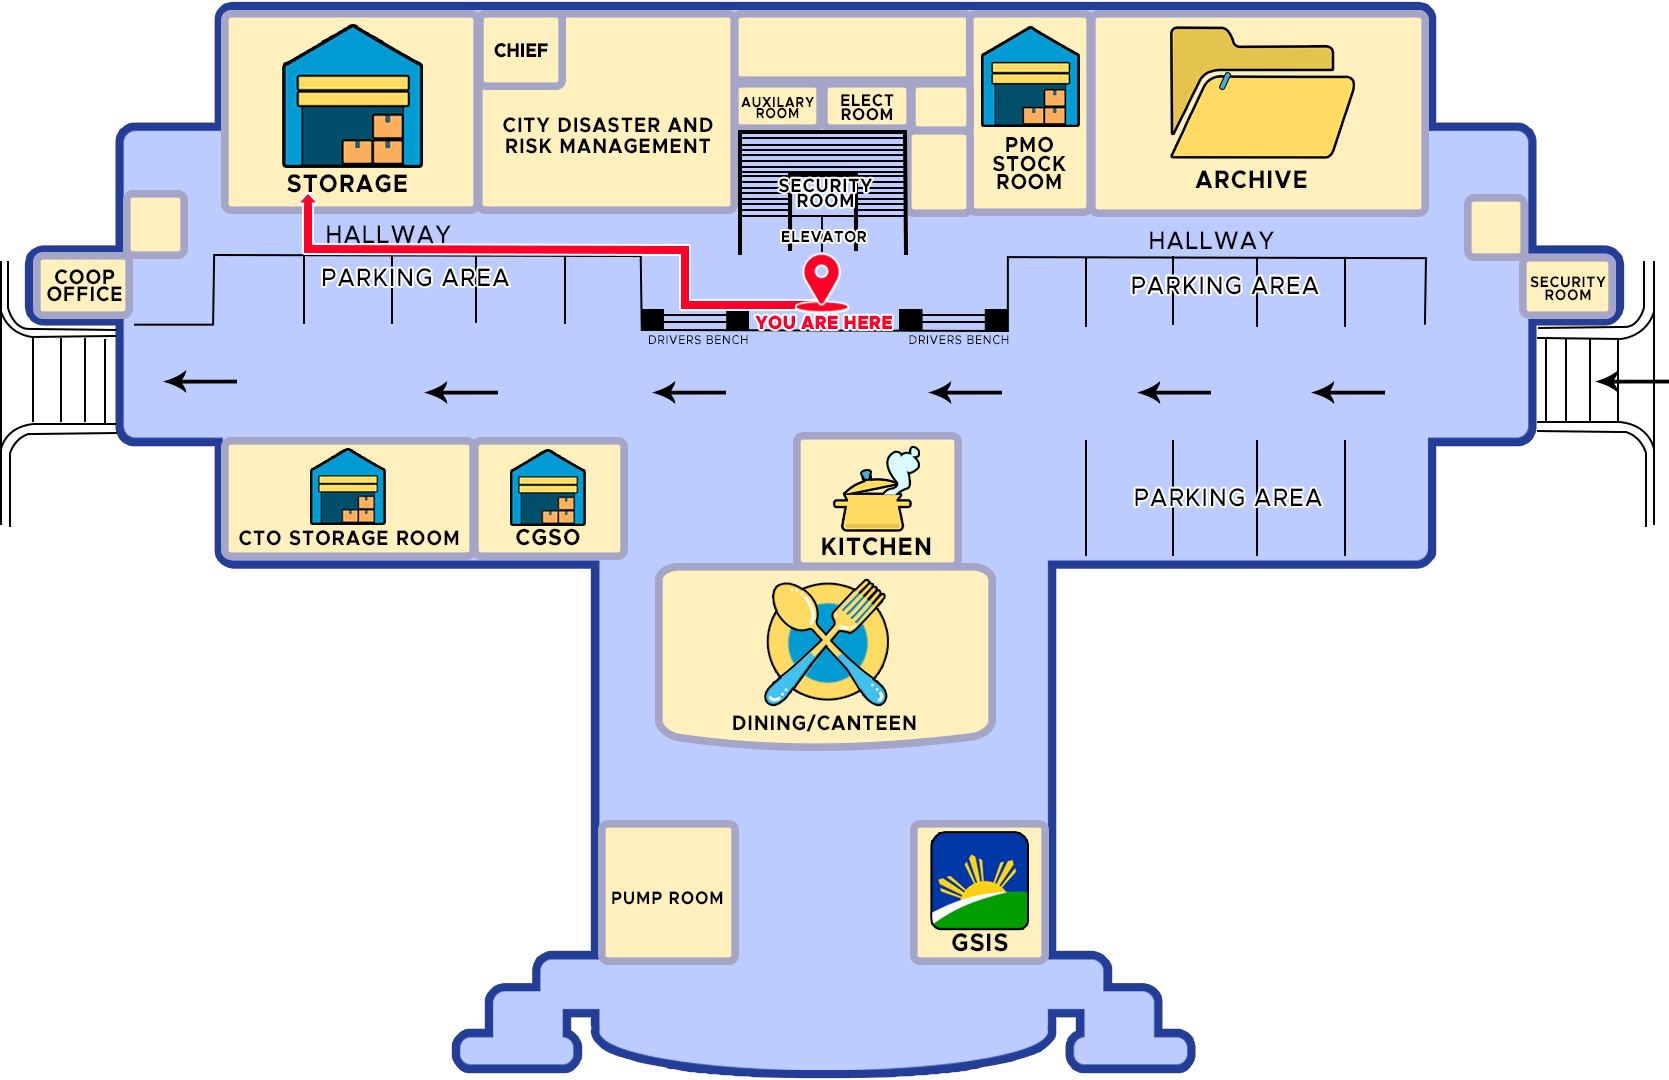 STORAGE
CHIEF
CITY DISASTER AND
RISK MANAGEMENT
AUXILARY
ROOM
ELECT
ROOM
SECURITY
ROOM
ELEVATOR
PMO
STOCK
ROOM
ARCHIVE
HALLWAY
HALLWAY
COOP
OFFICE
PARKING AREA
PARKING AREA
SECURITY
ROOM
YOU ARE HERE
DRIVERS BENCH
DRIVERS BENCH
CTO STORAGE ROOM
CGSO
KITCHEN
PARKING AREA
DINING/CANTEEN
PUMP ROOM
GSIS